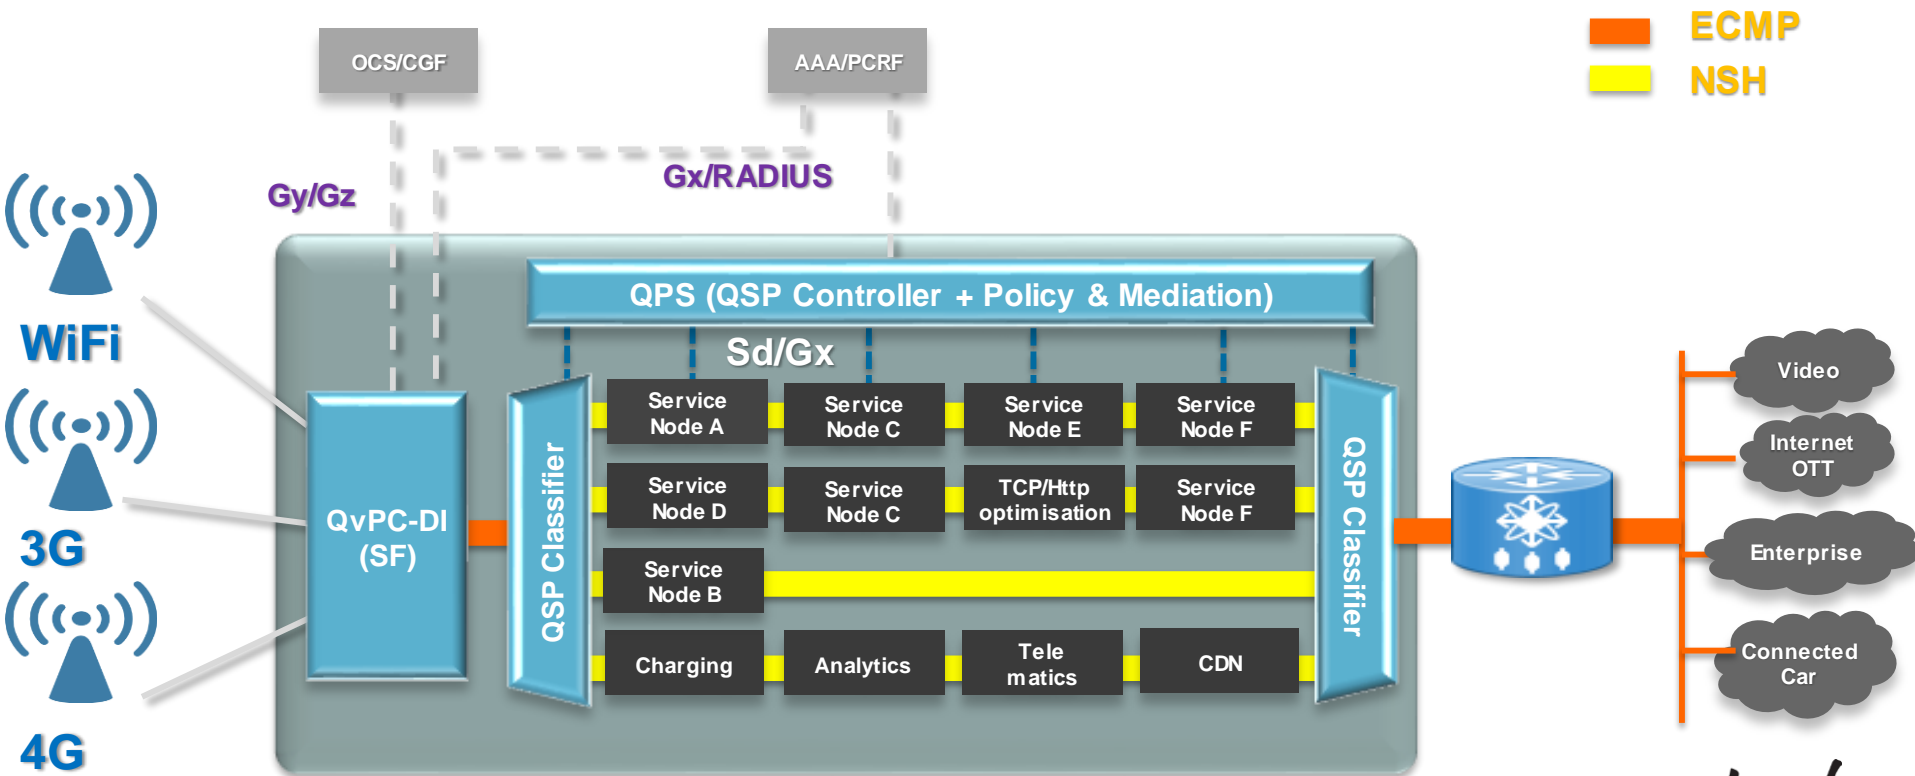 ECMP
NSH
OCS/CGF
AAA/PCRF
Gy/Gz
Gx/RADIUS
WiFi
3G
4G
QPS (QSP Controller + Policy & Mediation)
Sd/Gx
QvPC-DI
(SF)
QSP Classifier
Service
Node A
Service
Node C
Service
Node E
Service
Node F
Service
Node D
Service
Node C
TCP/Http
optimisation
Service
Node F
Service
Node B
Charging
Analytics
Tele
matics
CDN
QSP Classifier
Video
Internet
OTT
Enterprise
Connected
Car